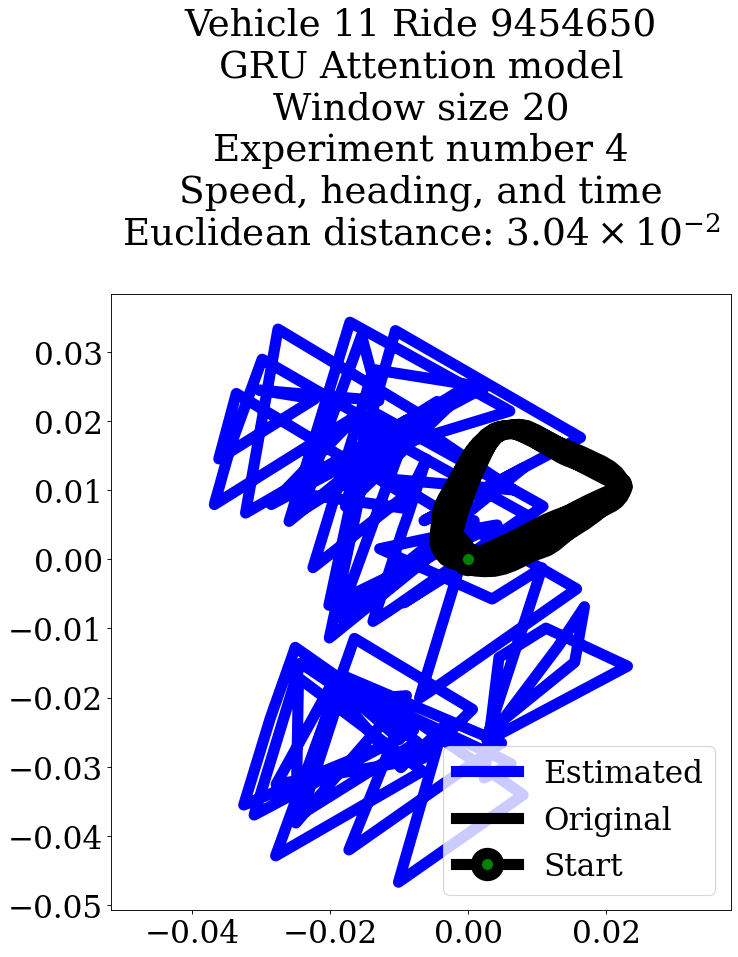 Vehicle 11 Ride 9454650
GRU Attention model
Window size 20
Experiment number 4
Speed, heading, and time
Euclidean distance: 3.04 × 10⁻²
0.03
0.02
0.01
0.00
−0.01
−0.02
−0.03
−0.04
−0.05
−0.04 −0.02 0.00 0.02
Estimated
Original
Start